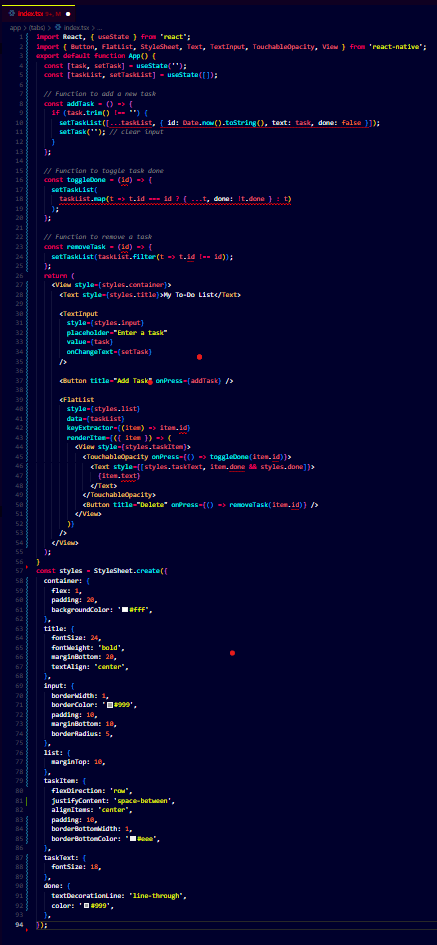 index.tsx 9+, M
app > (tabs) > index.tsx > ...
1 import React, { useState } from 'react';
2 import { Button, FlatList, StyleSheet, Text, TextInput, TouchableOpacity, View } from 'react-native';
3 export default function App() {
4 const [task, setTask] = useState('');
5 const [taskList, setTaskList] = useState([]);
6
7 // Function to add a new task
8 const addTask = () => {
9 if (task.trim() !== "") {
10 setTaskList([...taskList, { id: Date.now().toString(), text: task, done: false }]);
11 setTask(''); // clear input
12 }
13 };
14
15 // Function to toggle task done
16 const toggleDone = (id) => {
17 setTaskList(
18 taskList.map(t => t.id === id ? { ...t, done: !t.done } : t)
19 );
20 };
21
22 // Function to remove a task
23 const removeTask = (id) => {
24 setTaskList(taskList.filter(t => t.id !== id));
25 };
26 return (
27 <View style={styles.container}>
28 <Text style={styles.title}>My To-Do List</Text>
30
31 <TextInput
32 style={styles.input}
33 placeholder="Enter a task"
34 value={task}
34 onChangeText={setTask}
35 />
36
37 <Button title="Add Task" onPress={addTask} />
38
39 <FlatList
40 style={styles.list}
41 data={taskList}
42 keyExtractor={(item) => item.id}
43 renderItem={({ item }) => (
44 <View style={styles.taskItem}>
45 <TouchableOpacity onPress={() => toggleDone(item.id)}>
46 <Text style={[styles.taskText, item.done && styles.done]}>
47 {item.text}
48 </Text>
49 </TouchableOpacity>
50 <Button title="Delete" onPress={() => removeTask(item.id)} />
51 </View>
52 )}
53 />
54 </View>
55 );
56 }
57 const styles = StyleSheet.create({
58 container: {
59 flex: 1,
60 padding: 20,
61 backgroundColor: '#fff',
62 },
63 title: {
64 fontSize: 24,
65 fontWeight: 'bold',
66 marginBottom: 20,
67 textAlign: 'center',
68 },
69 input: {
70 borderWidth: 1,
71 borderColor: '#999',
72 padding: 10,
73 marginBottom: 10,
74 borderRadius: 5,
75 },
76 list: {
77 marginTop: 10,
78 },
79 taskItem: {
80 flexDirection: 'row',
81 justifyContent: 'space-between',
82 alignItems: 'center',
83 padding: 10,
84 borderBottomWidth: 1,
85 borderBottomColor: '#eee',
86 },
87 taskText: {
88 fontSize: 18,
89 },
90 done: {
91 textDecorationLine: 'line-through',
92 color: '#999',
93 },
94 });